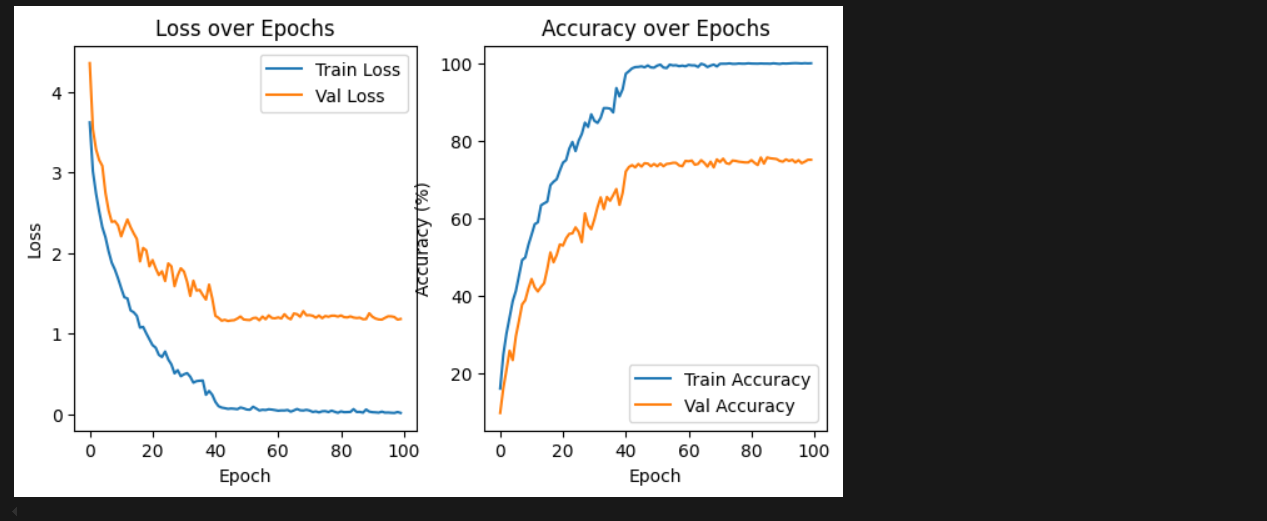 Loss over Epochs
Train Loss
Val Loss
4
3
2
1
0
Loss
0 20 40 60 80 100
Epoch
Accuracy over Epochs
100
80
60
40
20
Accuracy (%)
Train Accuracy
Val Accuracy
0 20 40 60 80 100
Epoch